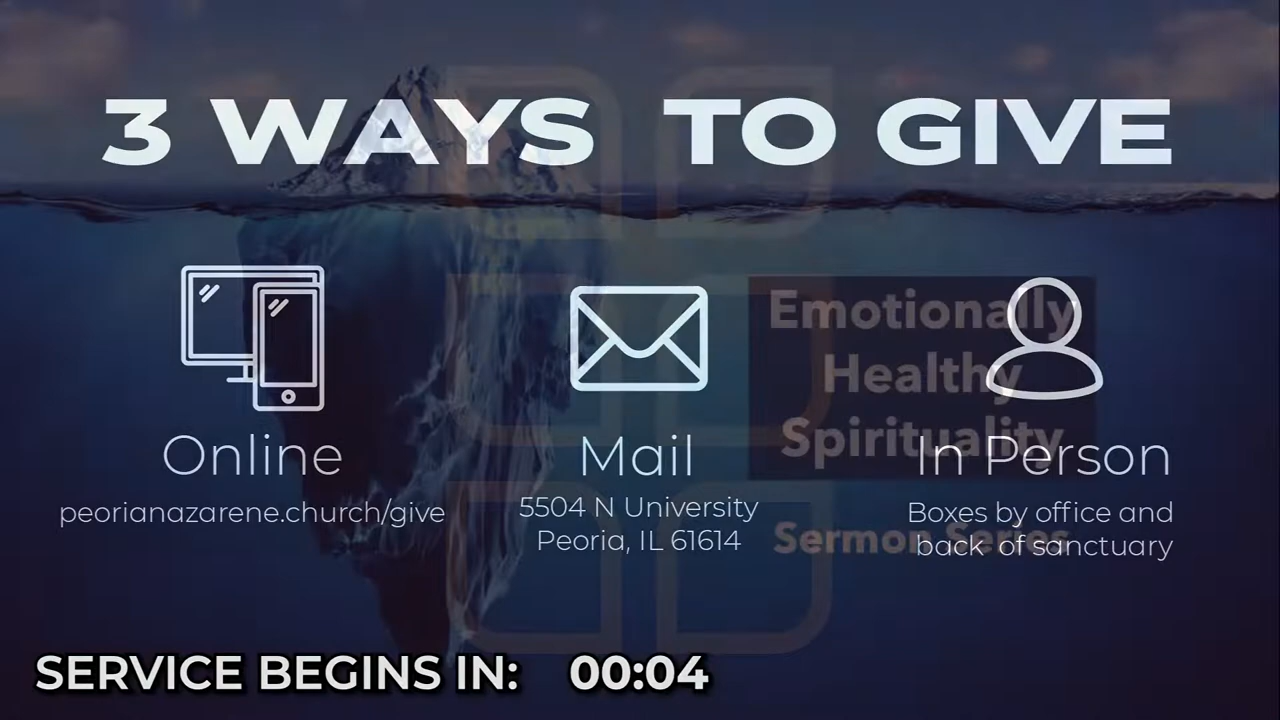 3 WAYS TO GIVE
Online
peorianazarene.church/give
Mail
5504 N University
Peoria, IL 61614
In Person
Boxes by office and
back of sanctuary
Emotionally
Healthy
Spirituality
Sermon Series
SERVICE BEGINS IN: 00:04